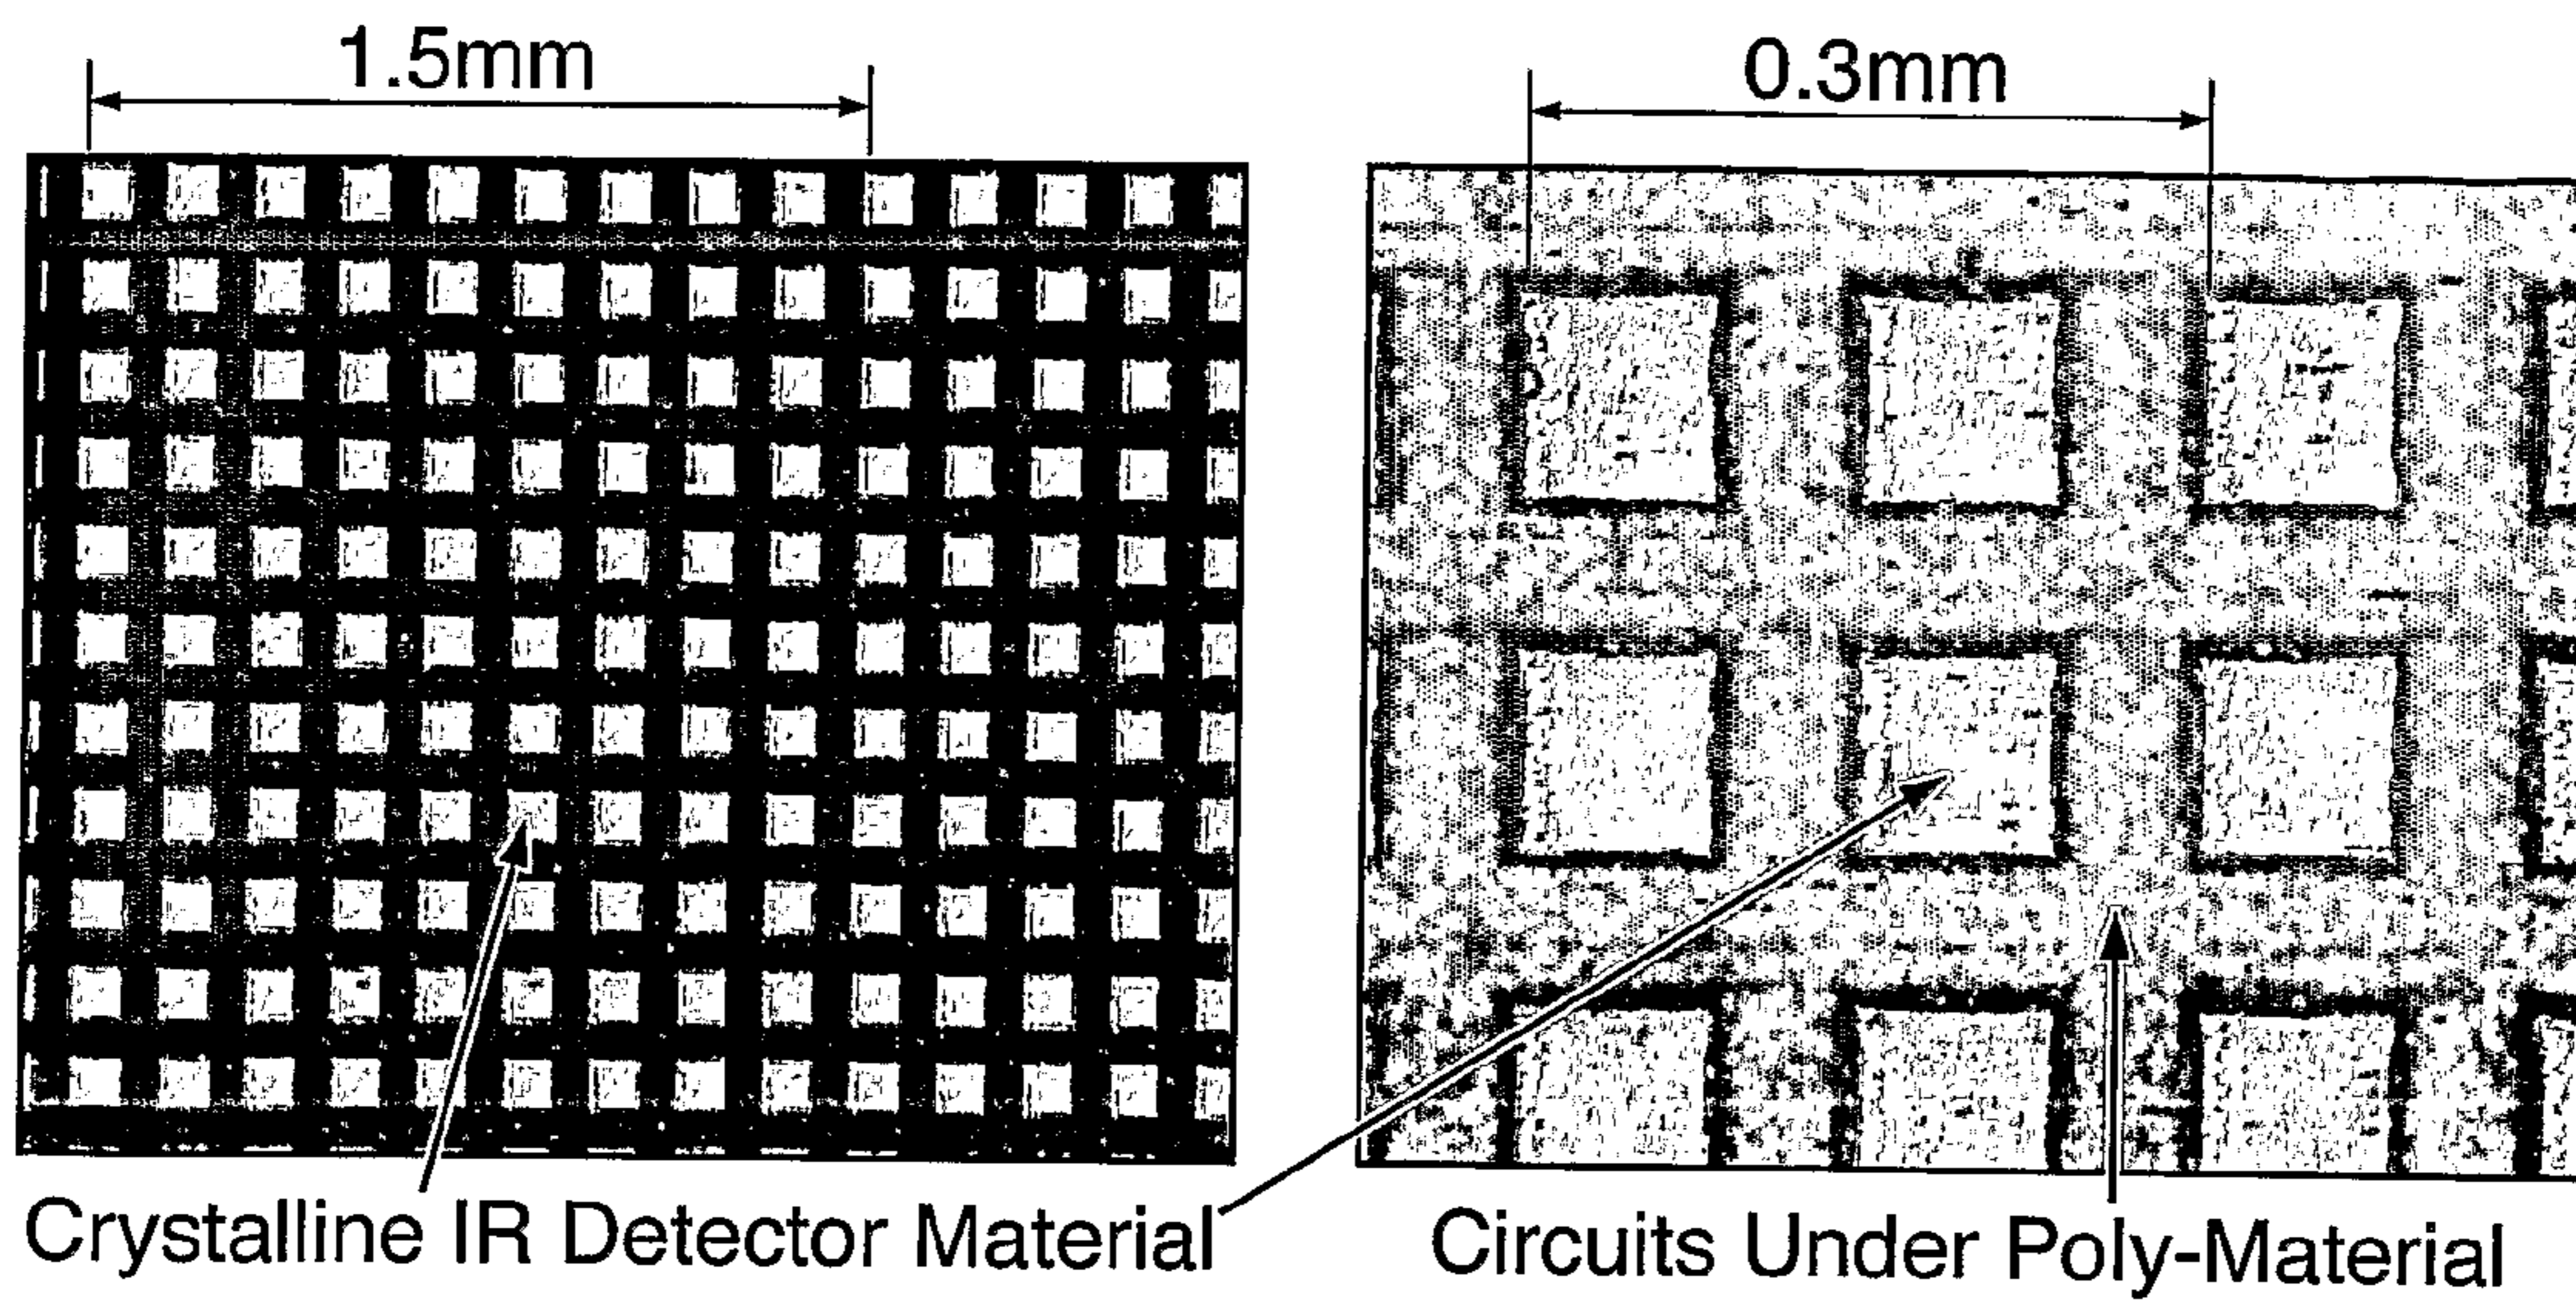 1.5mm
0.3mm
Crystalline IR Detector Material
Circuits Under Poly-Material